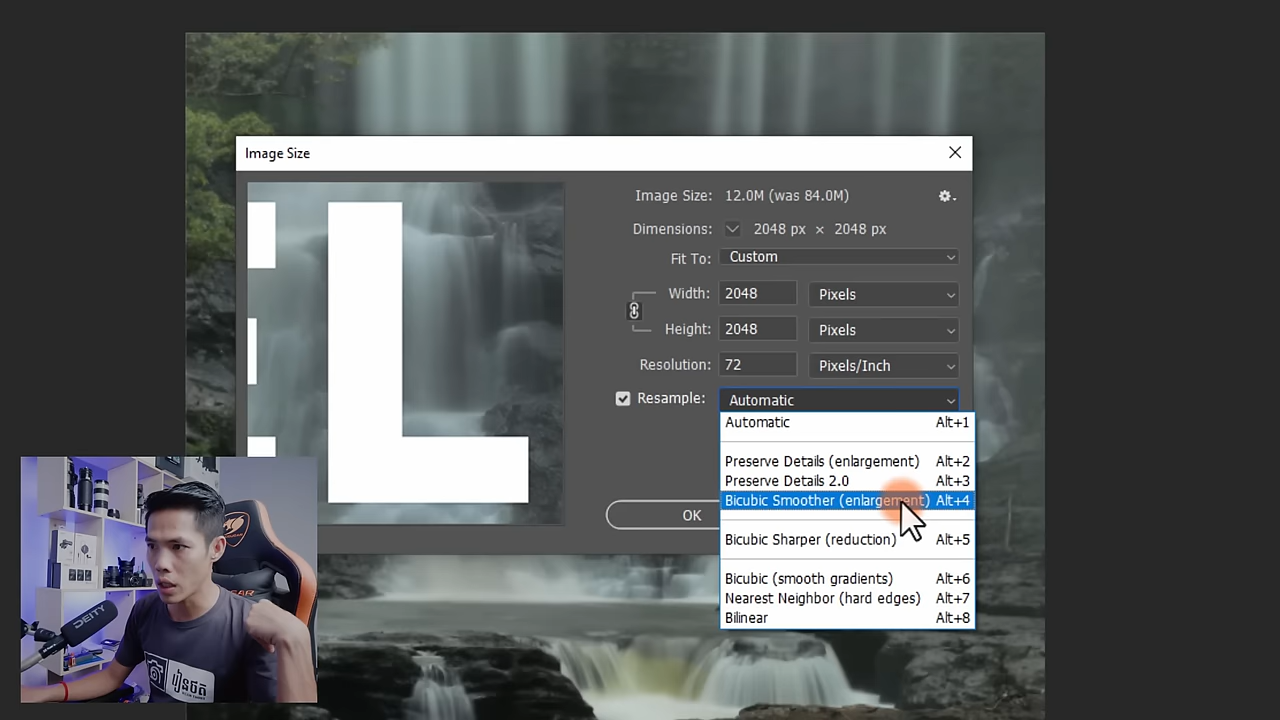 Image Size
Image Size: 12.0M (was 84.0M)
Dimensions: 2048 px × 2048 px
Fit To: Custom
Width: 2048 Pixels
Height: 2048 Pixels
Resolution: 72 Pixels/Inch
Resample: Automatic
Automatic Alt+1
Preserve Details (enlargement) Alt+2
Preserve Details 2.0 Alt+3
Bicubic Smoother (enlargement) Alt+4
Bicubic Sharper (reduction) Alt+5
Bicubic (smooth gradients) Alt+6
Nearest Neighbor (hard edges) Alt+7
Bilinear Alt+8
OK
L
COUGAR
DEITY